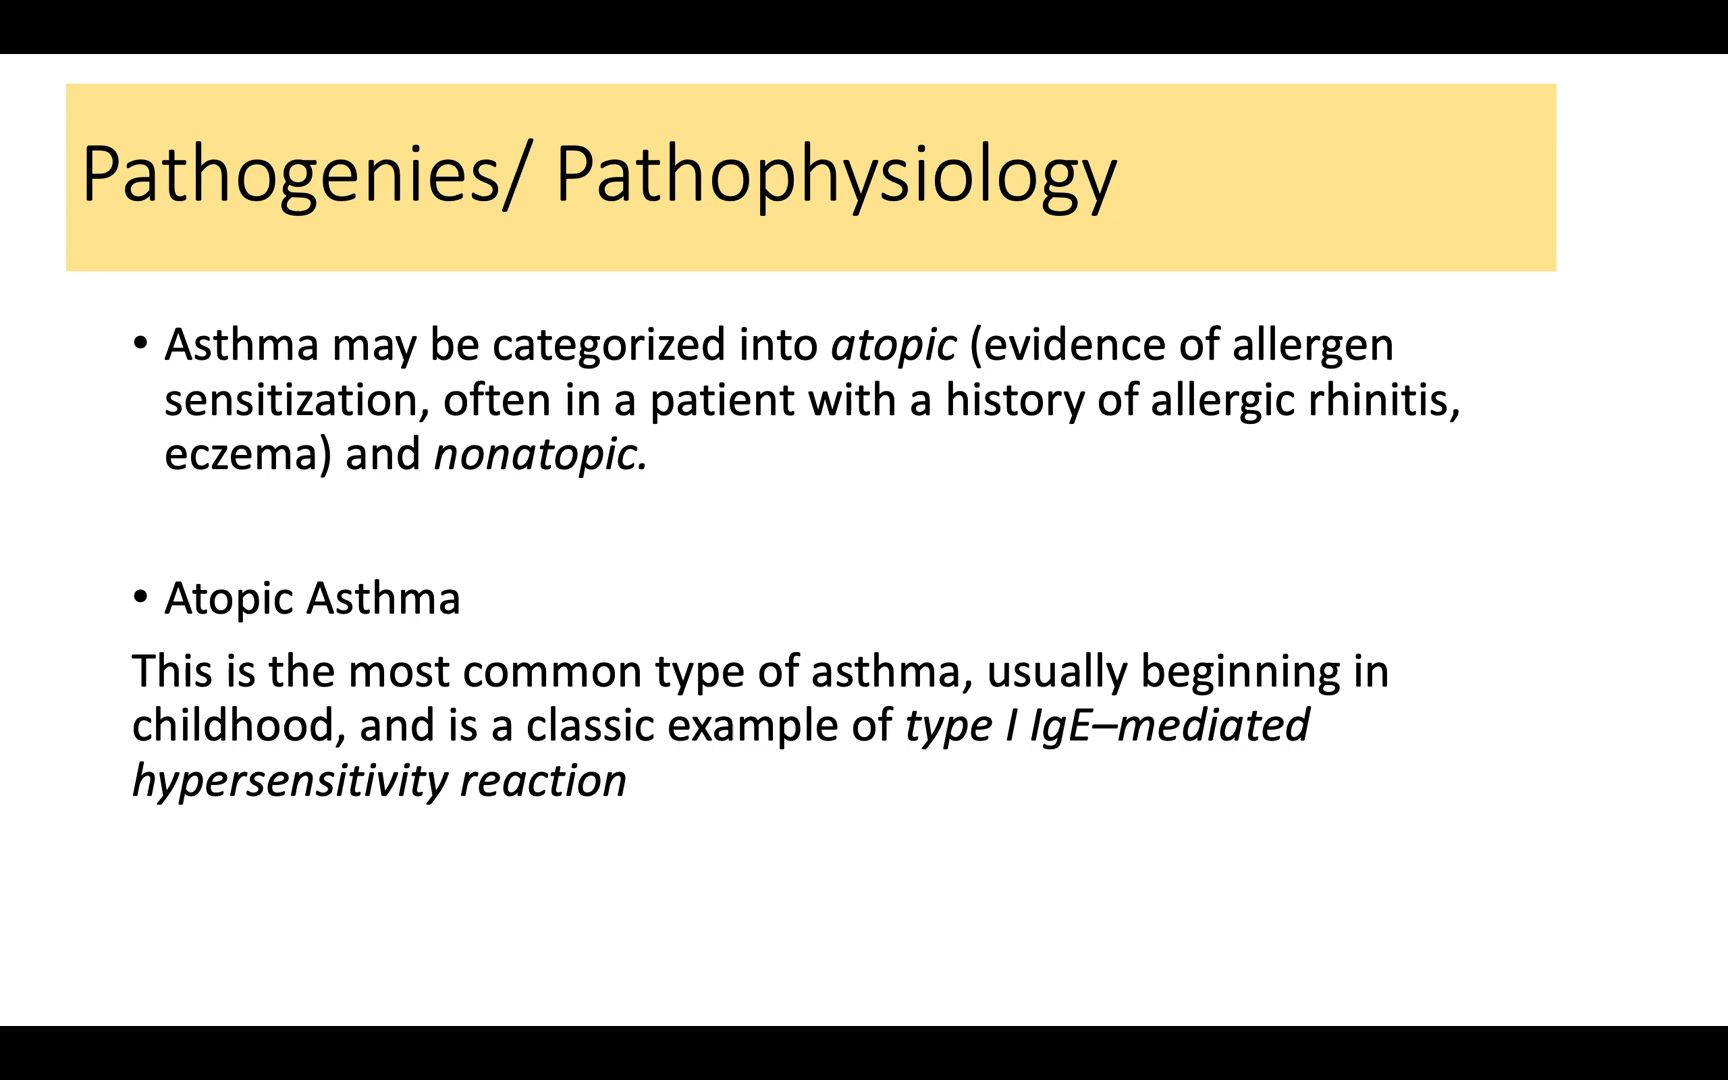 Pathogenies/ Pathophysiology
• Asthma may be categorized into atopic (evidence of allergen
sensitization, often in a patient with a history of allergic rhinitis,
eczema) and nonatopic.
• Atopic Asthma
This is the most common type of asthma, usually beginning in
childhood, and is a classic example of type I IgE–mediated
hypersensitivity reaction